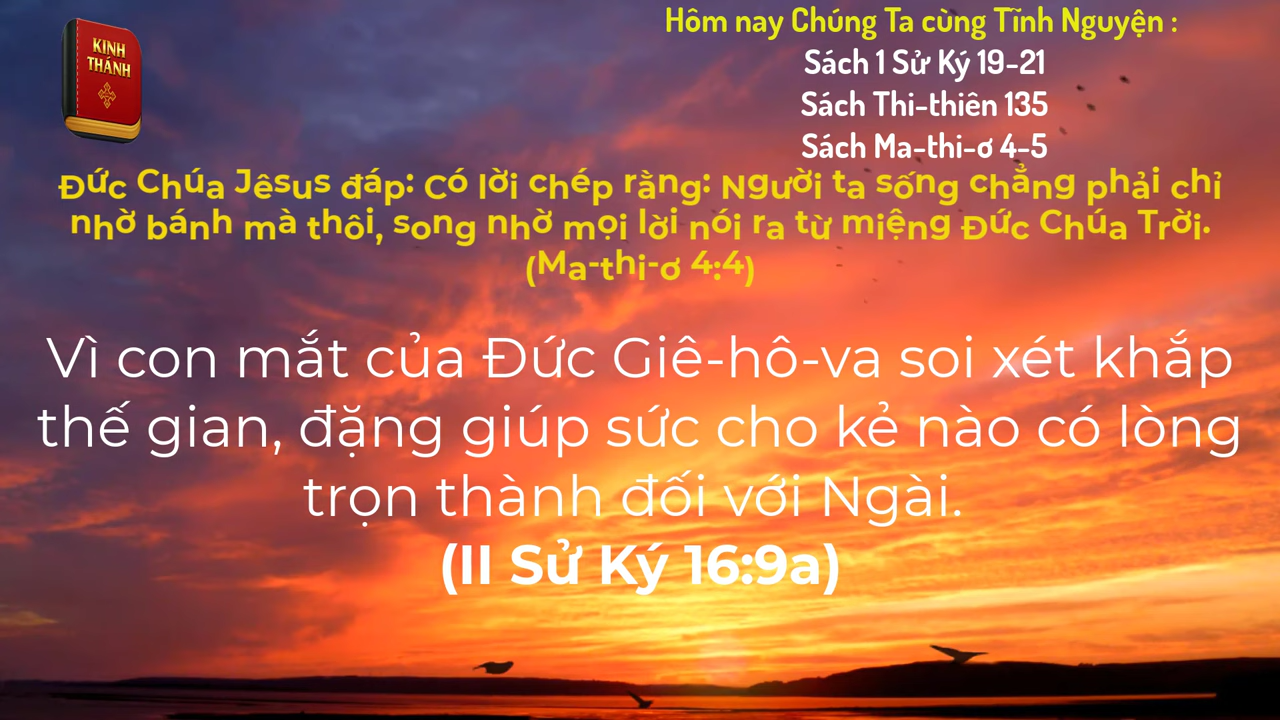 KINH
THÁNH
Hôm nay Chúng Ta cùng Tĩnh Nguyện :
Sách 1 Sử Ký 19-21
Sách Thi-thiên 135
Sách Ma-thi-ơ 4-5
Đức Chúa Jêsus đáp: Có lời chép rằng: Người ta sống chẳng phải chỉ
nhờ bánh mà thôi, song nhờ mọi lời nói ra từ miệng Đức Chúa Trời.
(Ma-thi-ơ 4:4)
Vì con mắt của Đức Giê-hô-va soi xét khắp
thế gian, đặng giúp sức cho kẻ nào có lòng
trọn thành đối với Ngài.
(II Sử Ký 16:9a)